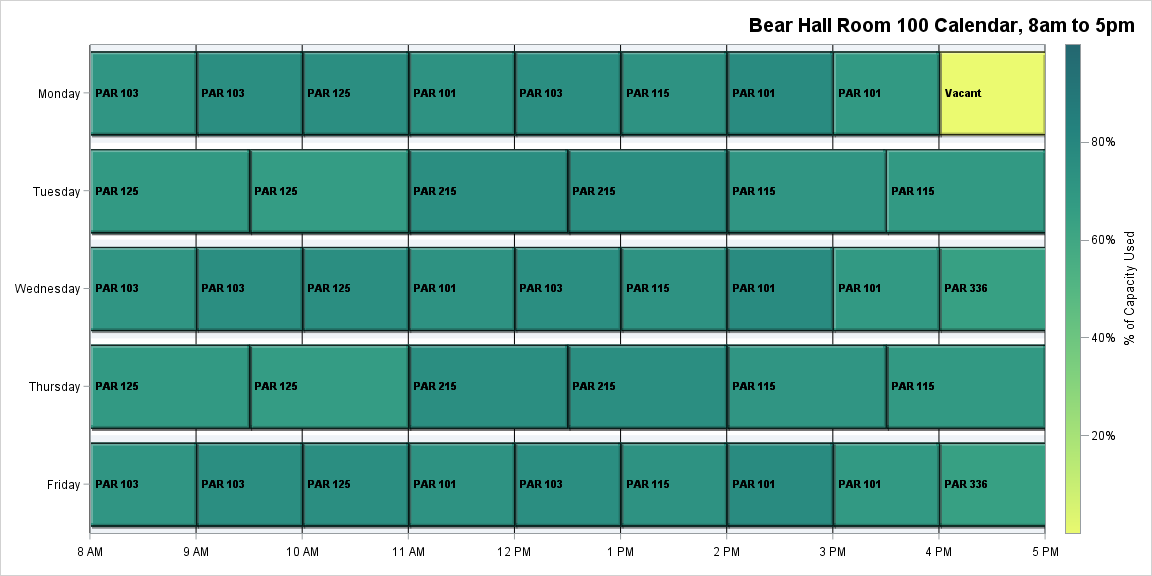 Bear Hall Room 100 Calendar, 8am to 5pm
Monday
PAR 103
PAR 103
PAR 125
PAR 101
PAR 103
PAR 115
PAR 101
PAR 101
Vacant
Tuesday
PAR 125
PAR 125
PAR 215
PAR 215
PAR 115
PAR 115
Wednesday
PAR 103
PAR 103
PAR 125
PAR 101
PAR 103
PAR 115
PAR 101
PAR 101
PAR 336
Thursday
PAR 125
PAR 125
PAR 215
PAR 215
PAR 115
PAR 115
Friday
PAR 103
PAR 103
PAR 125
PAR 101
PAR 103
PAR 115
PAR 101
PAR 101
PAR 336
8 AM
9 AM
10 AM
11 AM
12 PM
1 PM
2 PM
3 PM
4 PM
5 PM
80%
60%
40%
20%
% of Capacity Used